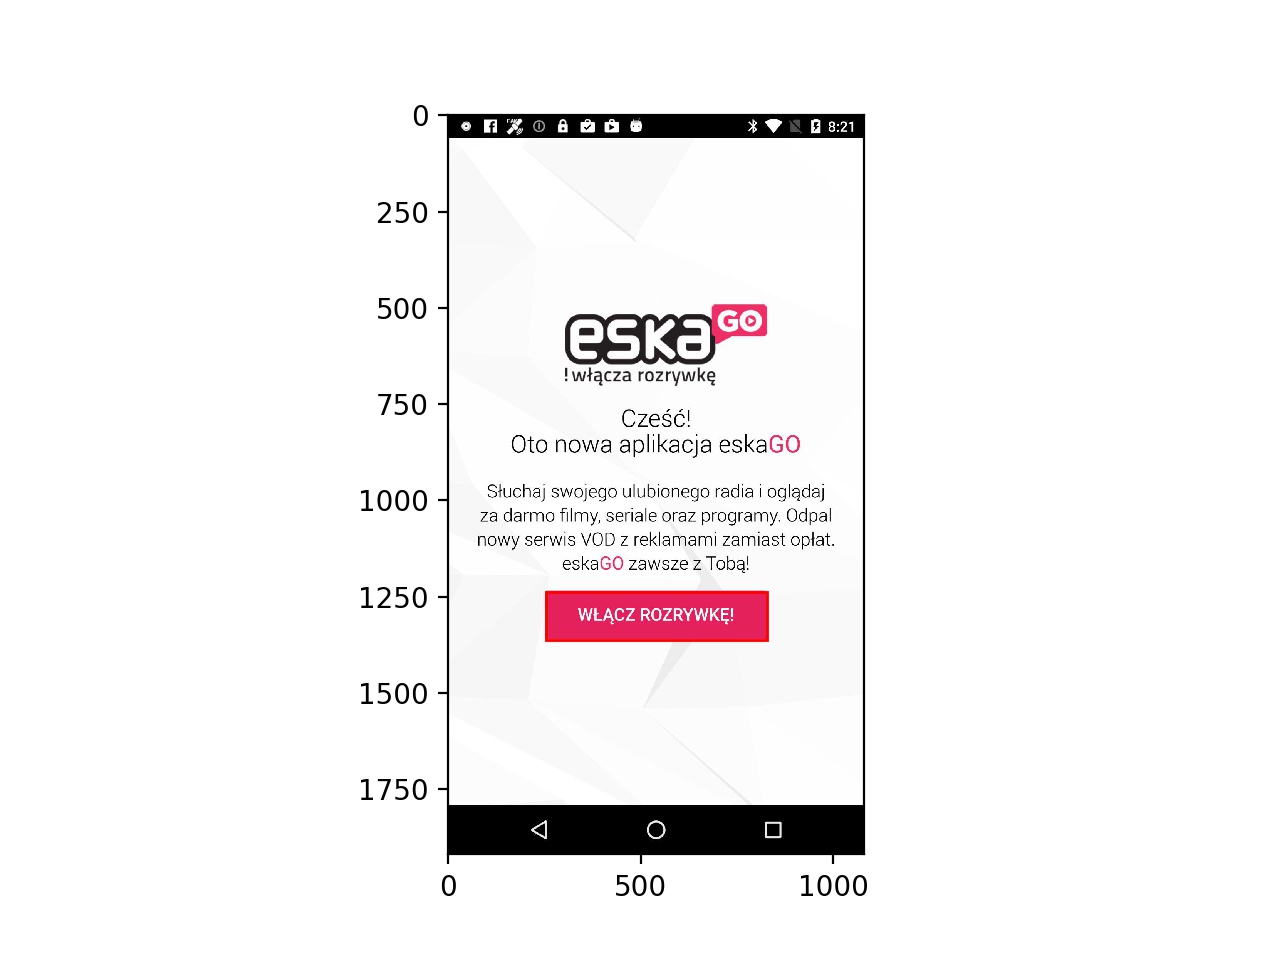 8:21
eska GO
!włącza rozrywkę
Cześć!
Oto nowa aplikacja eskaGO
Słuchaj swojego ulubionego radia i oglądaj
za darmo filmy, seriale oraz programy. Odpal
nowy serwis VOD z reklamami zamiast opłat.
eskaGO zawsze z Tobą!
WŁĄCZ ROZRYWKĘ!
0
250
500
750
1000
1250
1500
1750
0 500 1000